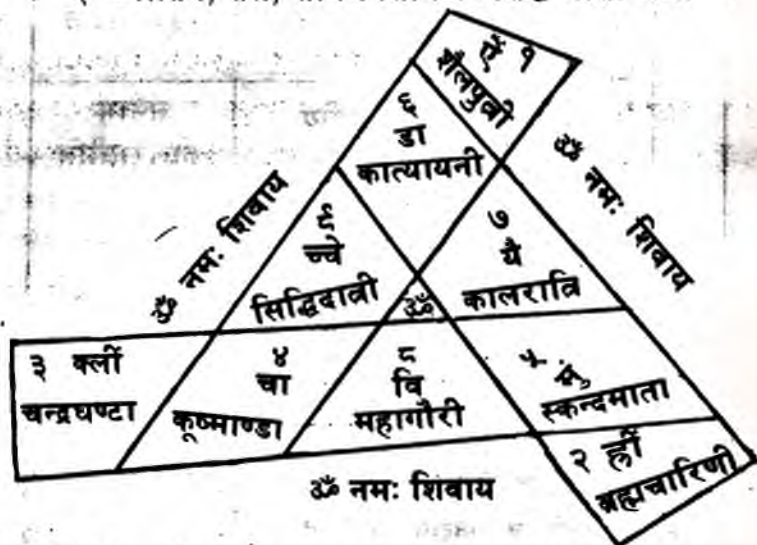 ऐं १
शैलपुत्री
६
डा
कात्यायनी
ॐ नमः शिवाय
ॐ नमः शिवाय
९
च्चे
सिद्धिदात्री
७
यै
कालरात्रि
ॐ
३ क्लीं
चन्द्रघण्टा
४
चा
कूष्माण्डा
८
वि
महागौरी
५
मुं
स्कन्दमाता
२ ह्रीं
ब्रह्मचारिणी
ॐ नमः शिवाय